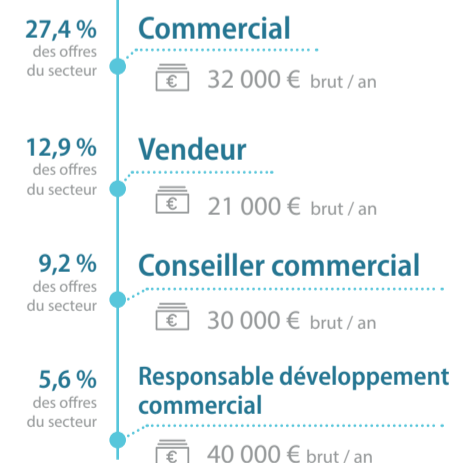 27,4 %
des offres
du secteur
Commercial
€ 32 000 € brut / an
12,9 %
des offres
du secteur
Vendeur
€ 21 000 € brut / an
9,2 %
des offres
du secteur
Conseiller commercial
€ 30 000 € brut / an
5,6 %
des offres
du secteur
Responsable développement
commercial
€ 40 000 € brut / an